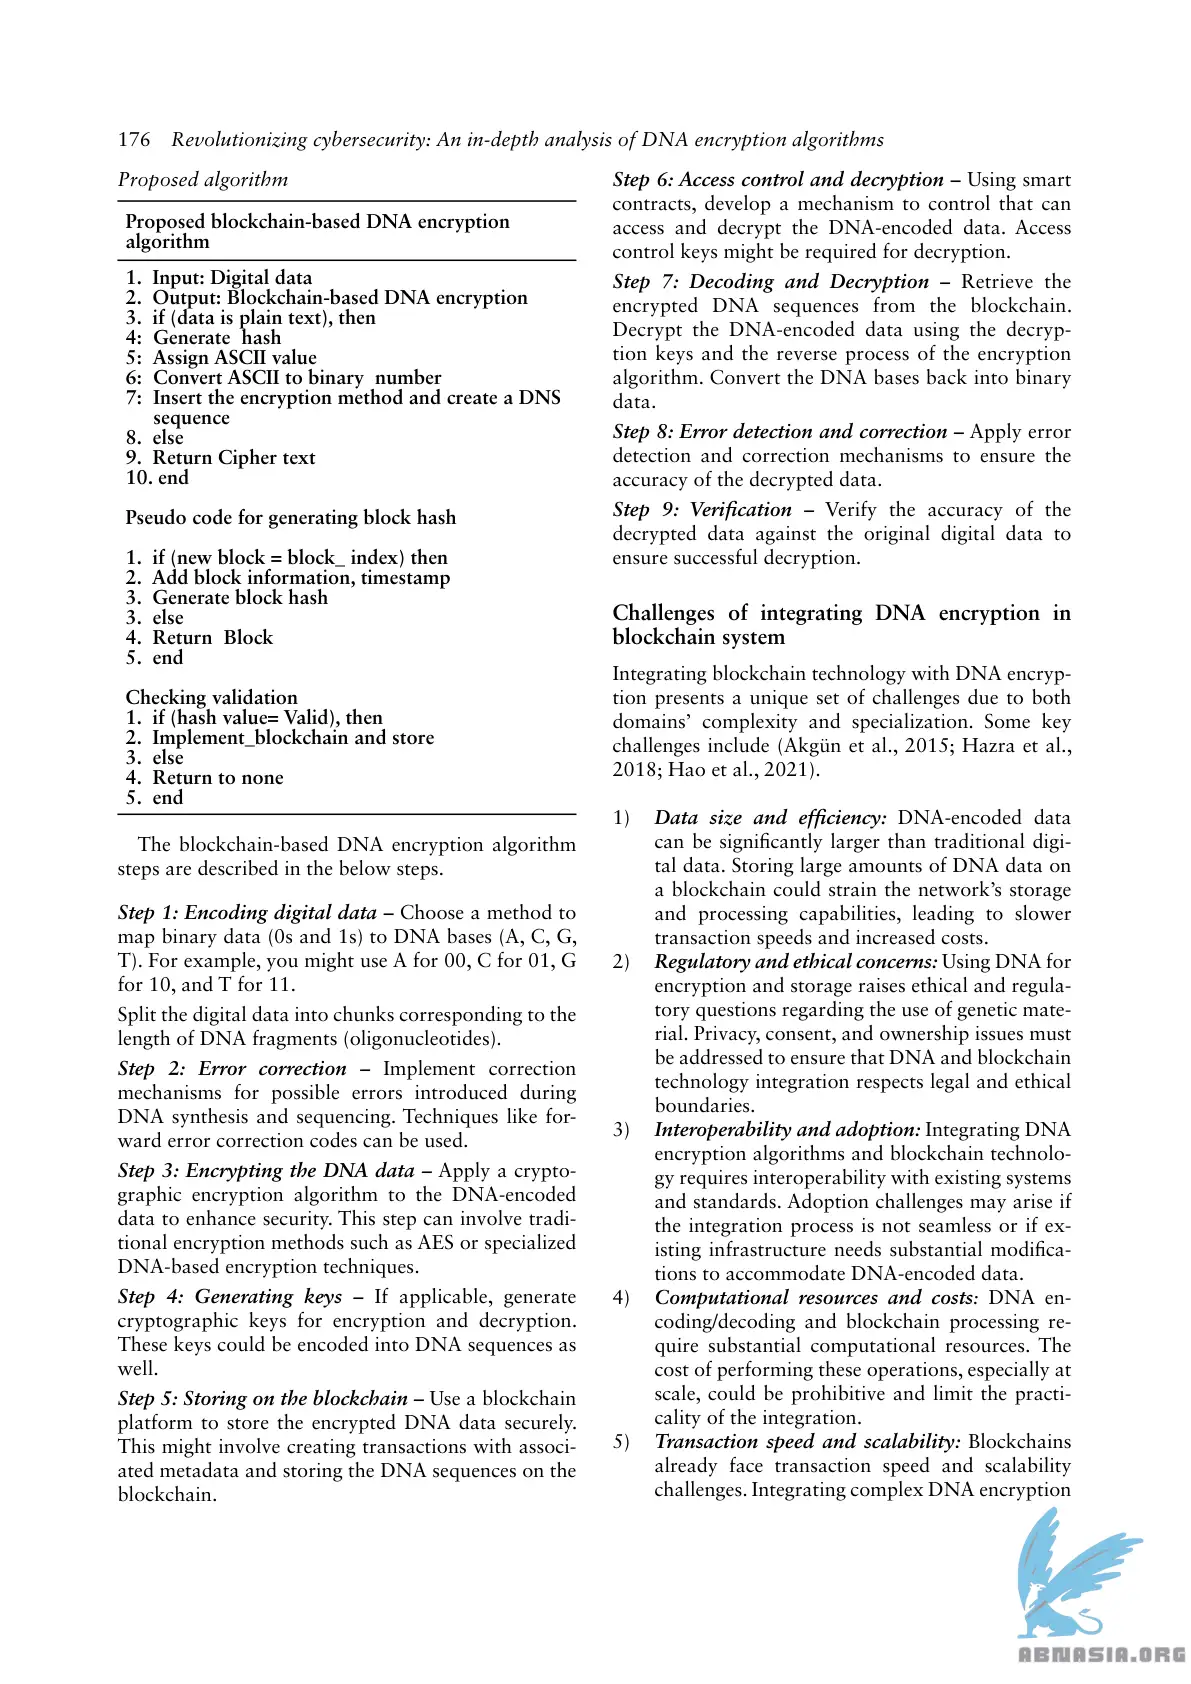 176 Revolutionizing cybersecurity: An in-depth analysis of DNA encryption algorithms
Proposed algorithm
Proposed blockchain-based DNA encryption
algorithm
1. Input: Digital data
2. Output: Blockchain-based DNA encryption
3. if (data is plain text), then
4: Generate hash
5: Assign ASCII value
6: Convert ASCII to binary number
7: Insert the encryption method and create a DNS
sequence
8. else
9. Return Cipher text
10. end
Pseudo code for generating block hash
1. if (new block = block_ index) then
2. Add block information, timestamp
3. Generate block hash
3. else
4. Return Block
5. end
Checking validation
1. if (hash value= Valid), then
2. Implement_blockchain and store
3. else
4. Return to none
5. end
The blockchain-based DNA encryption algorithm
steps are described in the below steps.
Step 1: Encoding digital data – Choose a method to
map binary data (0s and 1s) to DNA bases (A, C, G,
T). For example, you might use A for 00, C for 01, G
for 10, and T for 11.
Split the digital data into chunks corresponding to the
length of DNA fragments (oligonucleotides).
Step 2: Error correction – Implement correction
mechanisms for possible errors introduced during
DNA synthesis and sequencing. Techniques like for-
ward error correction codes can be used.
Step 3: Encrypting the DNA data – Apply a crypto-
graphic encryption algorithm to the DNA-encoded
data to enhance security. This step can involve tradi-
tional encryption methods such as AES or specialized
DNA-based encryption techniques.
Step 4: Generating keys – If applicable, generate
cryptographic keys for encryption and decryption.
These keys could be encoded into DNA sequences as
well.
Step 5: Storing on the blockchain – Use a blockchain
platform to store the encrypted DNA data securely.
This might involve creating transactions with associ-
ated metadata and storing the DNA sequences on the
blockchain.
Step 6: Access control and decryption – Using smart
contracts, develop a mechanism to control that can
access and decrypt the DNA-encoded data. Access
control keys might be required for decryption.
Step 7: Decoding and Decryption – Retrieve the
encrypted DNA sequences from the blockchain.
Decrypt the DNA-encoded data using the decryp-
tion keys and the reverse process of the encryption
algorithm. Convert the DNA bases back into binary
data.
Step 8: Error detection and correction – Apply error
detection and correction mechanisms to ensure the
accuracy of the decrypted data.
Step 9: Verification – Verify the accuracy of the
decrypted data against the original digital data to
ensure successful decryption.
Challenges of integrating DNA encryption in
blockchain system
Integrating blockchain technology with DNA encryp-
tion presents a unique set of challenges due to both
domains’ complexity and specialization. Some key
challenges include (Akgün et al., 2015; Hazra et al.,
2018; Hao et al., 2021).
1) Data size and efficiency: DNA-encoded data
can be significantly larger than traditional digi-
tal data. Storing large amounts of DNA data on
a blockchain could strain the network’s storage
and processing capabilities, leading to slower
transaction speeds and increased costs.
2) Regulatory and ethical concerns: Using DNA for
encryption and storage raises ethical and regula-
tory questions regarding the use of genetic mate-
rial. Privacy, consent, and ownership issues must
be addressed to ensure that DNA and blockchain
technology integration respects legal and ethical
boundaries.
3) Interoperability and adoption: Integrating DNA
encryption algorithms and blockchain technolo-
gy requires interoperability with existing systems
and standards. Adoption challenges may arise if
the integration process is not seamless or if ex-
isting infrastructure needs substantial modifica-
tions to accommodate DNA-encoded data.
4) Computational resources and costs: DNA en-
coding/decoding and blockchain processing re-
quire substantial computational resources. The
cost of performing these operations, especially at
scale, could be prohibitive and limit the practi-
cality of the integration.
5) Transaction speed and scalability: Blockchains
already face transaction speed and scalability
challenges. Integrating complex DNA encryption
ABNASIA.ORG